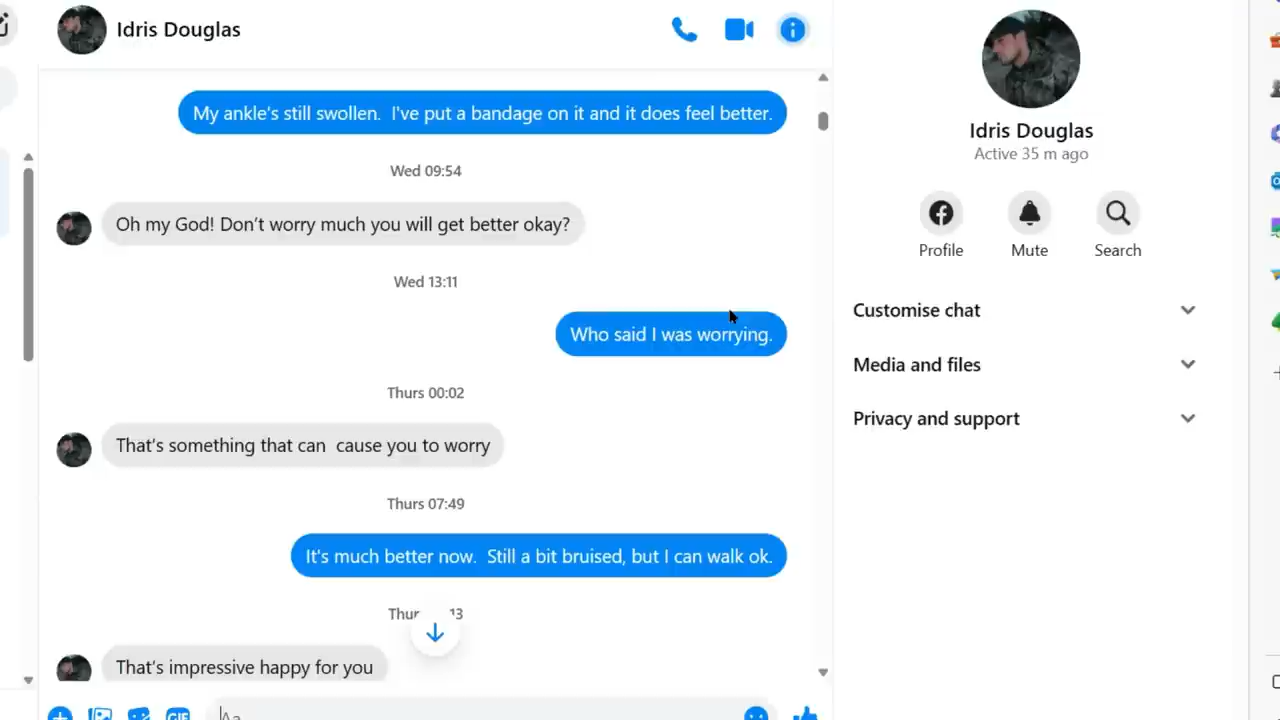 Idris Douglas
My ankle's still swollen.  I've put a bandage on it and it does feel better.
Wed 09:54
Oh my God! Don't worry much you will get better okay?
Wed 13:11
Who said I was worrying.
Thurs 00:02
That's something that can  cause you to worry
Thurs 07:49
It's much better now.  Still a bit bruised, but I can walk ok.
13
That's impressive happy for you
GIF
Aa
Idris Douglas
Active 35 m ago
Profile
Mute
Search
Customise chat
Media and files
Privacy and support